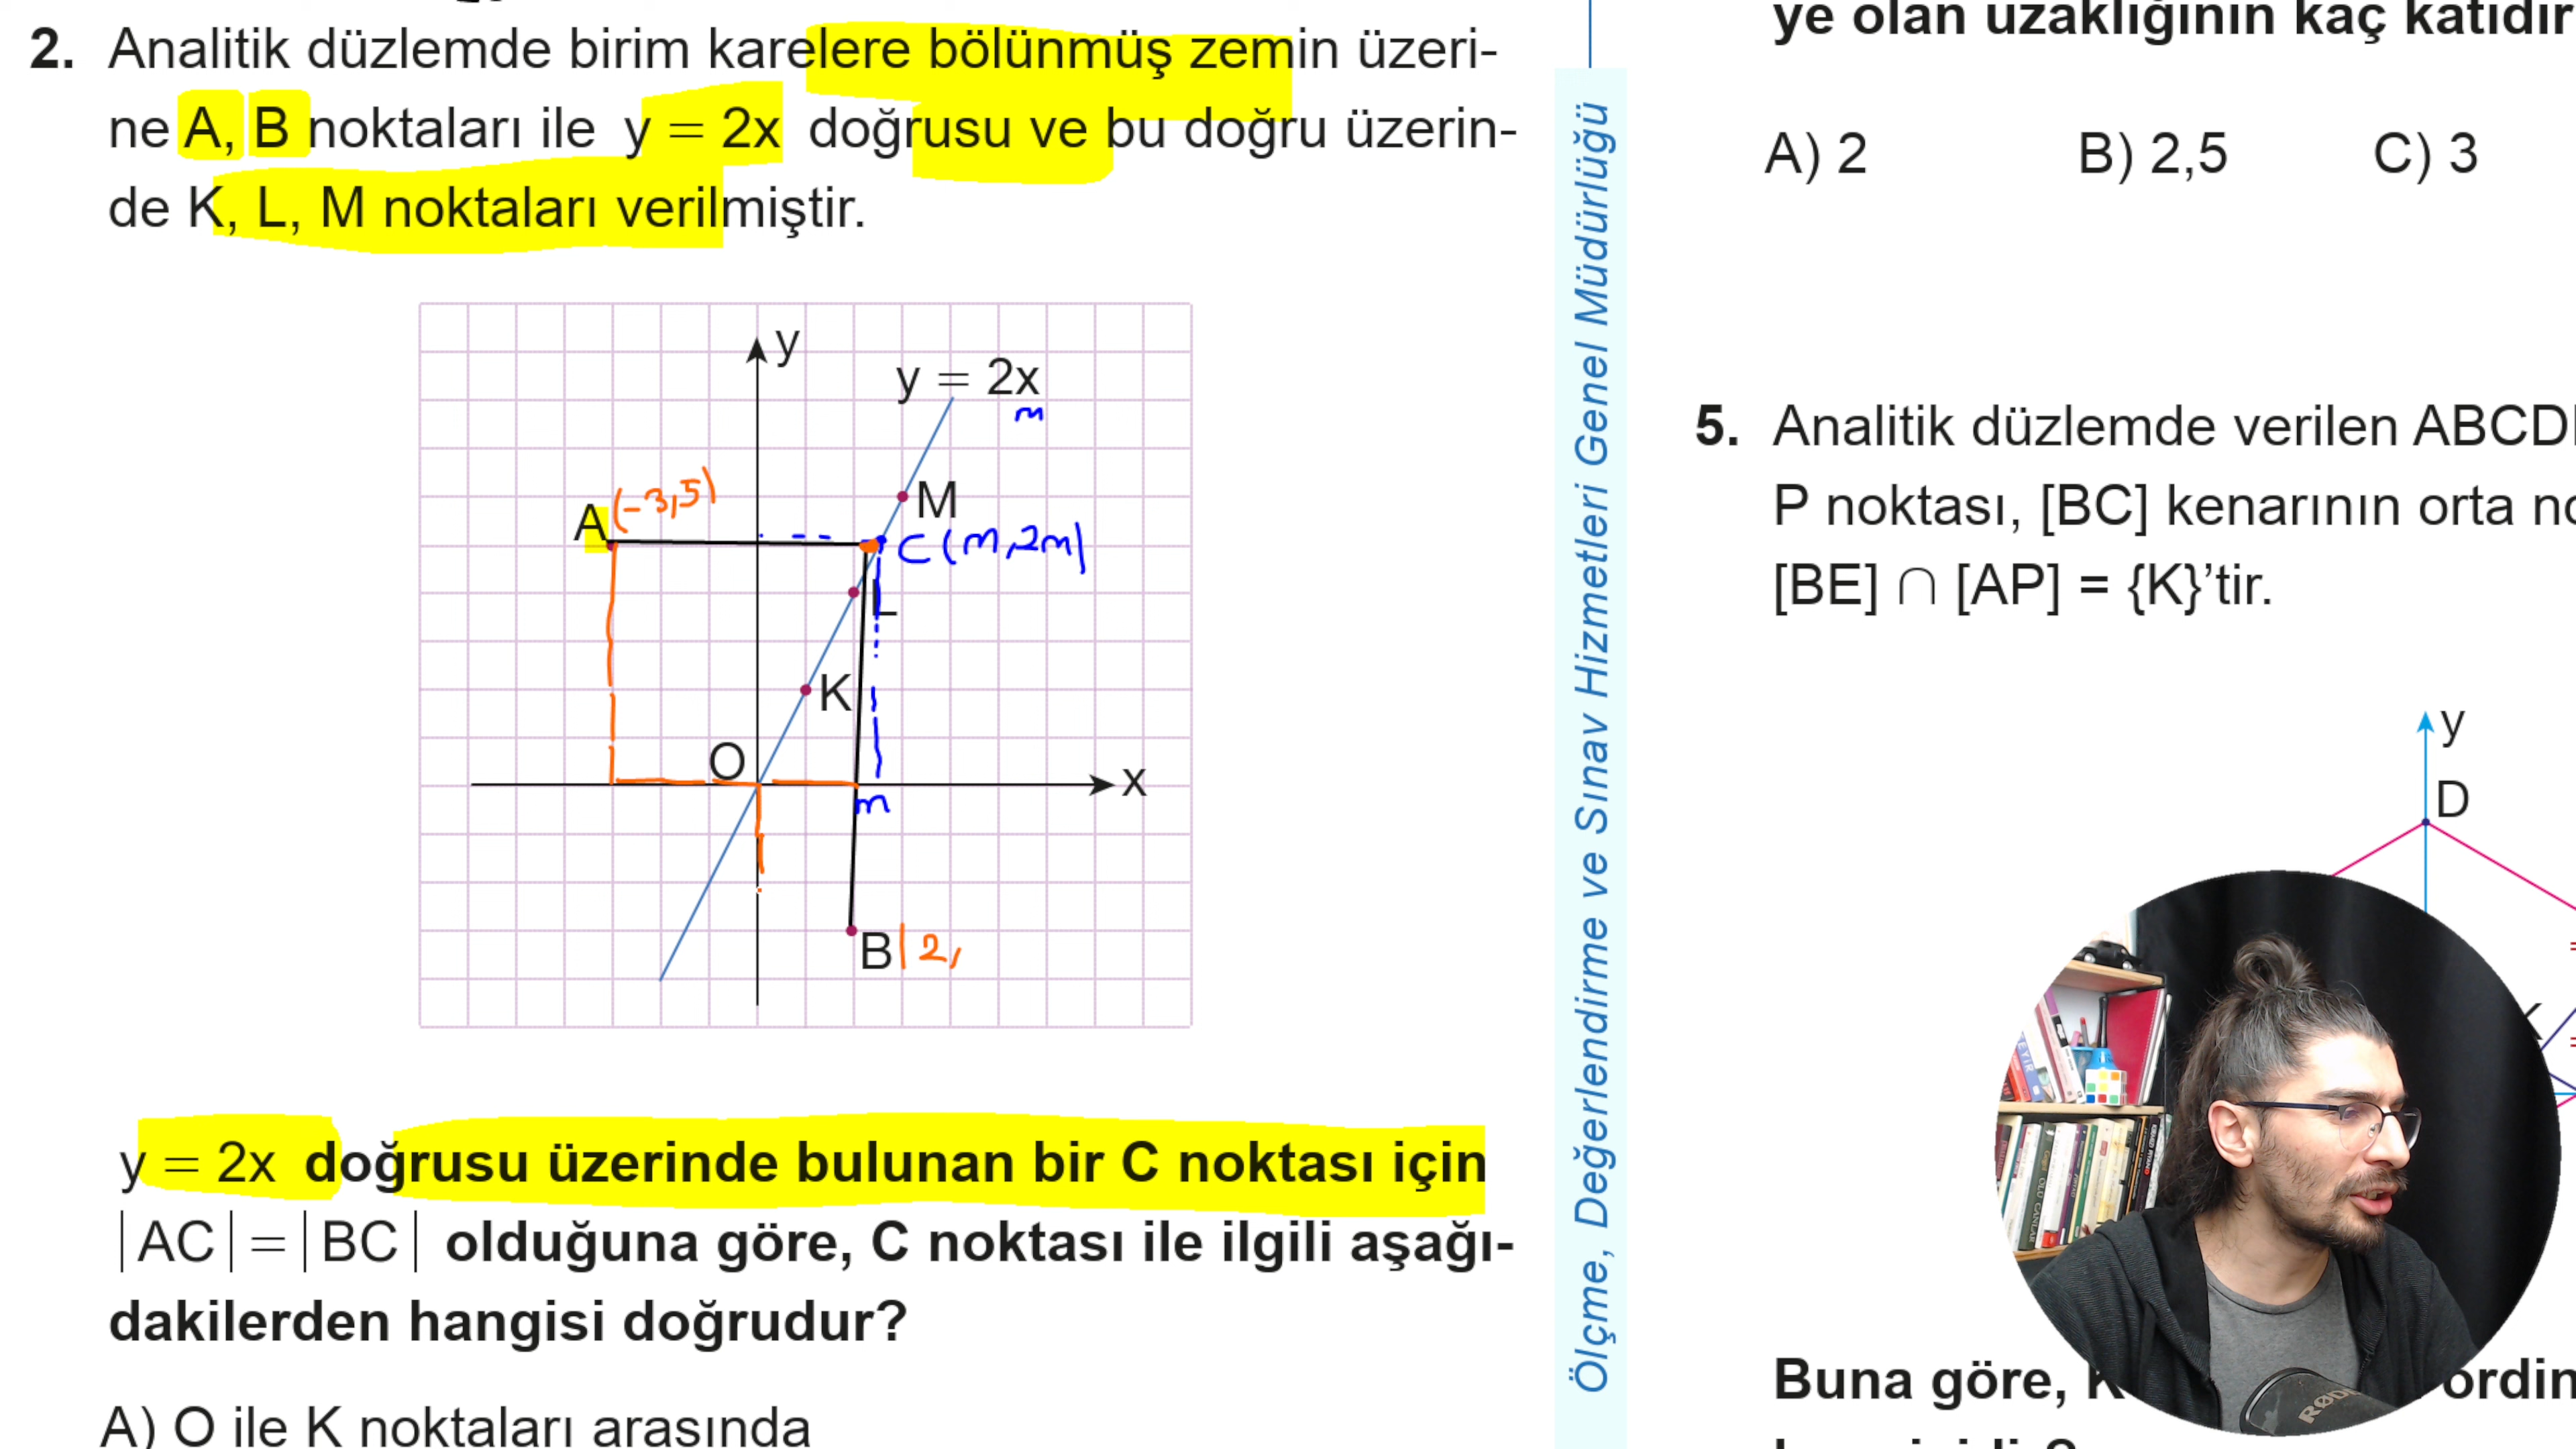 2. Analitik düzlemde birim karelere bölünmüş zemin üzeri-
ne A, B noktaları ile y = 2x doğrusu ve bu doğru üzerin-
de K, L, M noktaları verilmiştir.
y
y = 2x
m
A(-3,5)
M
C(m,2m)
L
K
O
x
m
B(2,
y = 2x doğrusu üzerinde bulunan bir C noktası için
|AC| = |BC| olduğuna göre, C noktası ile ilgili aşağı-
dakilerden hangisi doğrudur?
A) O ile K noktaları arasında
Ölçme, Değerlendirme ve Sınav Hizmetleri Genel Müdürlüğü
ye olan uzaklığının kaç katıdır
A) 2 B) 2,5 C) 3
5. Analitik düzlemde verilen ABCD
P noktası, [BC] kenarının orta no
[BE] ∩ [AP] = {K}'tir.
y
D
K
Buna göre, K ordin